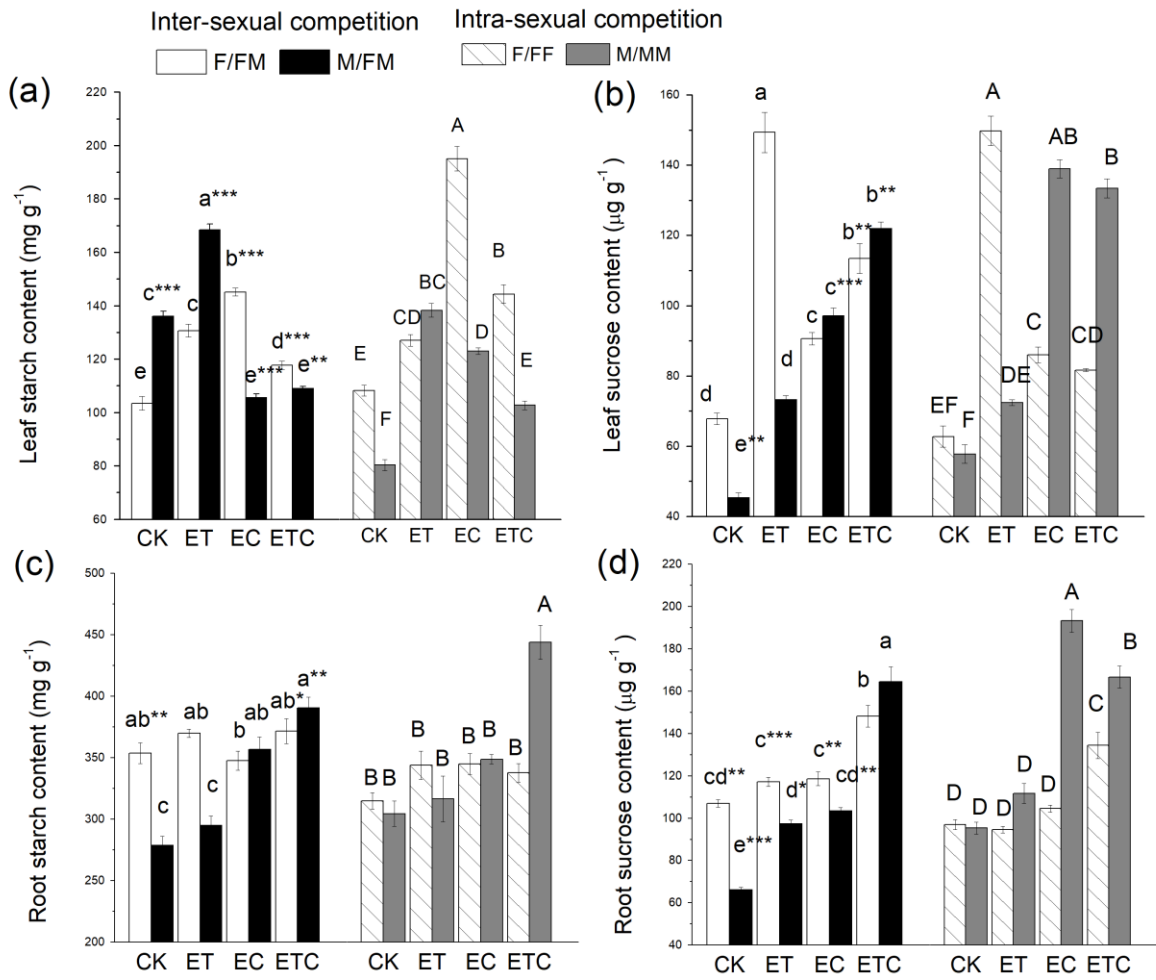 Inter-sexual competition Intra-sexual competition
F/FM M/FM F/FF M/MM
(a)
Leaf starch content (mg g⁻¹)
220
200
180
160
140
120
100
80
60
e c*** c a*** b*** e*** d*** e**
E F CD BC A D B E
CK ET EC ETC CK ET EC ETC
(b)
Leaf sucrose content (μg g⁻¹)
160
140
120
100
80
60
40
d e** a d c c*** b** b**
EF F A DE C AB CD B
CK ET EC ETC CK ET EC ETC
(c)
Root starch content (mg g⁻¹)
500
450
400
350
300
250
200
ab** c ab c b ab ab* a**
B B B B B B B A
CK ET EC ETC CK ET EC ETC
(d)
Root sucrose content (μg g⁻¹)
220
200
180
160
140
120
100
80
60
40
cd** e*** c*** d* c** cd** b a
D D D D D A C B
CK ET EC ETC CK ET EC ETC